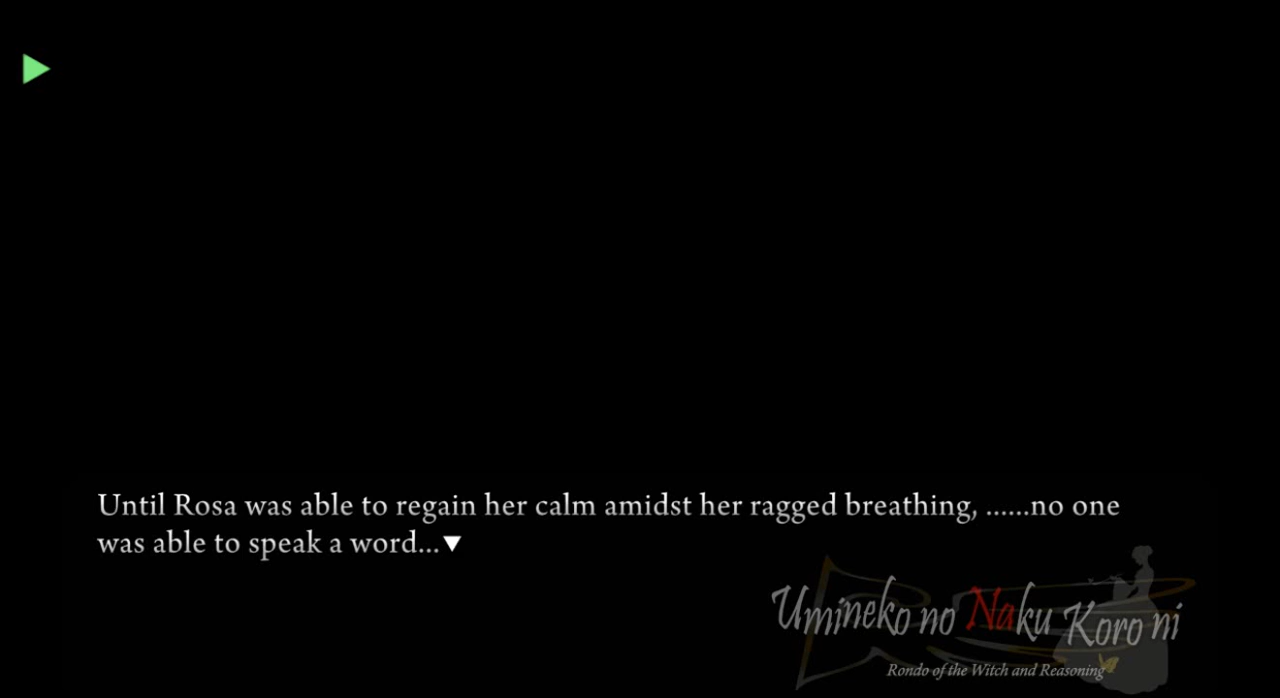 Until Rosa was able to regain her calm amidst her ragged breathing, ......no one
was able to speak a word...
Umineko no Naku Koro ni
Rondo of the Witch and Reasoning